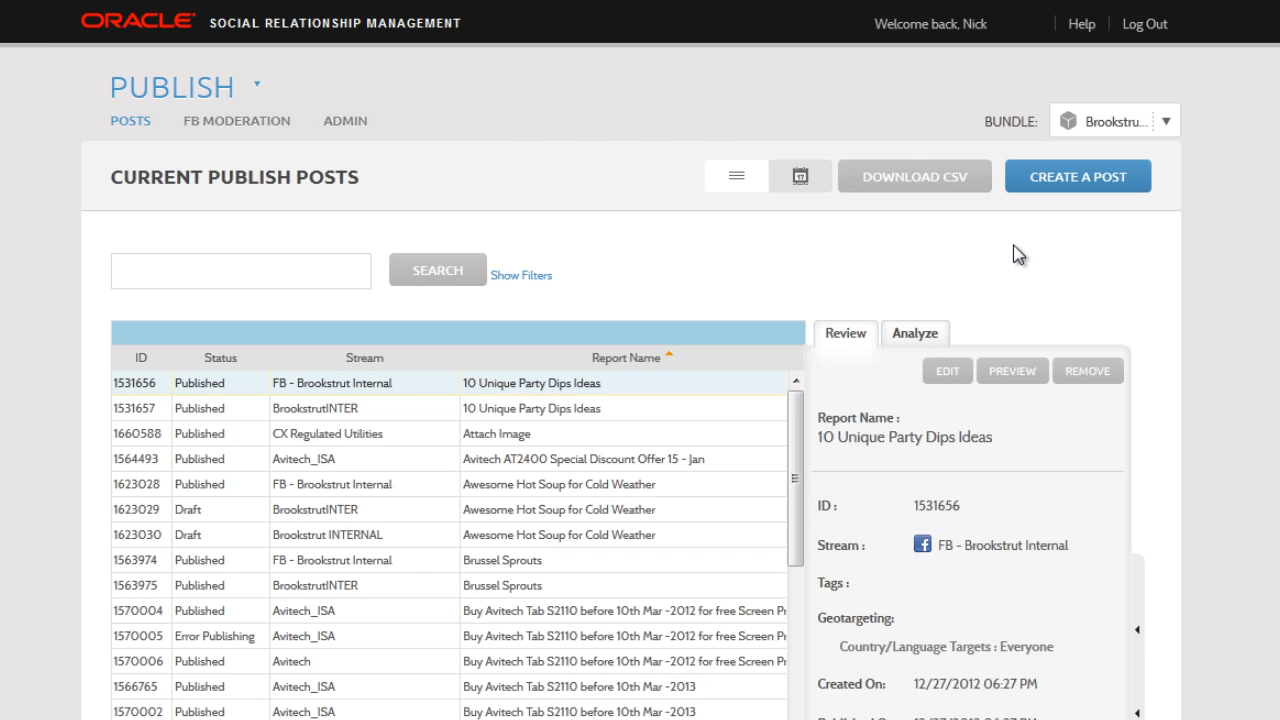 ORACLE SOCIAL RELATIONSHIP MANAGEMENT
Welcome back, Nick Help Log Out
PUBLISH
POSTS FB MODERATION ADMIN
BUNDLE: Brookstru...
CURRENT PUBLISH POSTS
17
DOWNLOAD CSV
CREATE A POST
SEARCH Show Filters
Review Analyze
ID Status Stream Report Name
1531656 Published FB - Brookstrut Internal 10 Unique Party Dips Ideas
1531657 Published BrookstrutINTER 10 Unique Party Dips Ideas
1660588 Published CX Regulated Utilities Attach Image
1564493 Published Avitech_ISA Avitech AT2400 Special Discount Offer 15 - Jan
1623028 Published FB - Brookstrut Internal Awesome Hot Soup for Cold Weather
1623029 Draft BrookstrutINTER Awesome Hot Soup for Cold Weather
1623030 Draft Brookstrut INTERNAL Awesome Hot Soup for Cold Weather
1563974 Published FB - Brookstrut Internal Brussel Sprouts
1563975 Published BrookstrutINTER Brussel Sprouts
1570004 Published Avitech_ISA Buy Avitech Tab S2110 before 10th Mar -2012 for free Screen Pr
1570005 Error Publishing Avitech_ISA Buy Avitech Tab S2110 before 10th Mar -2012 for free Screen Pr
1570006 Published Avitech Buy Avitech Tab S2110 before 10th Mar -2012 for free Screen Pr
1566765 Published Avitech_ISA Buy Avitech Tab S2110 before 10th Mar -2013
1570002 Published Avitech_ISA Buy Avitech Tab S2110 before 10th Mar -2013
EDIT PREVIEW REMOVE
Report Name :
10 Unique Party Dips Ideas
ID : 1531656
Stream : FB - Brookstrut Internal
Tags :
Geotargeting:
Country/Language Targets : Everyone
Created On: 12/27/2012 06:27 PM